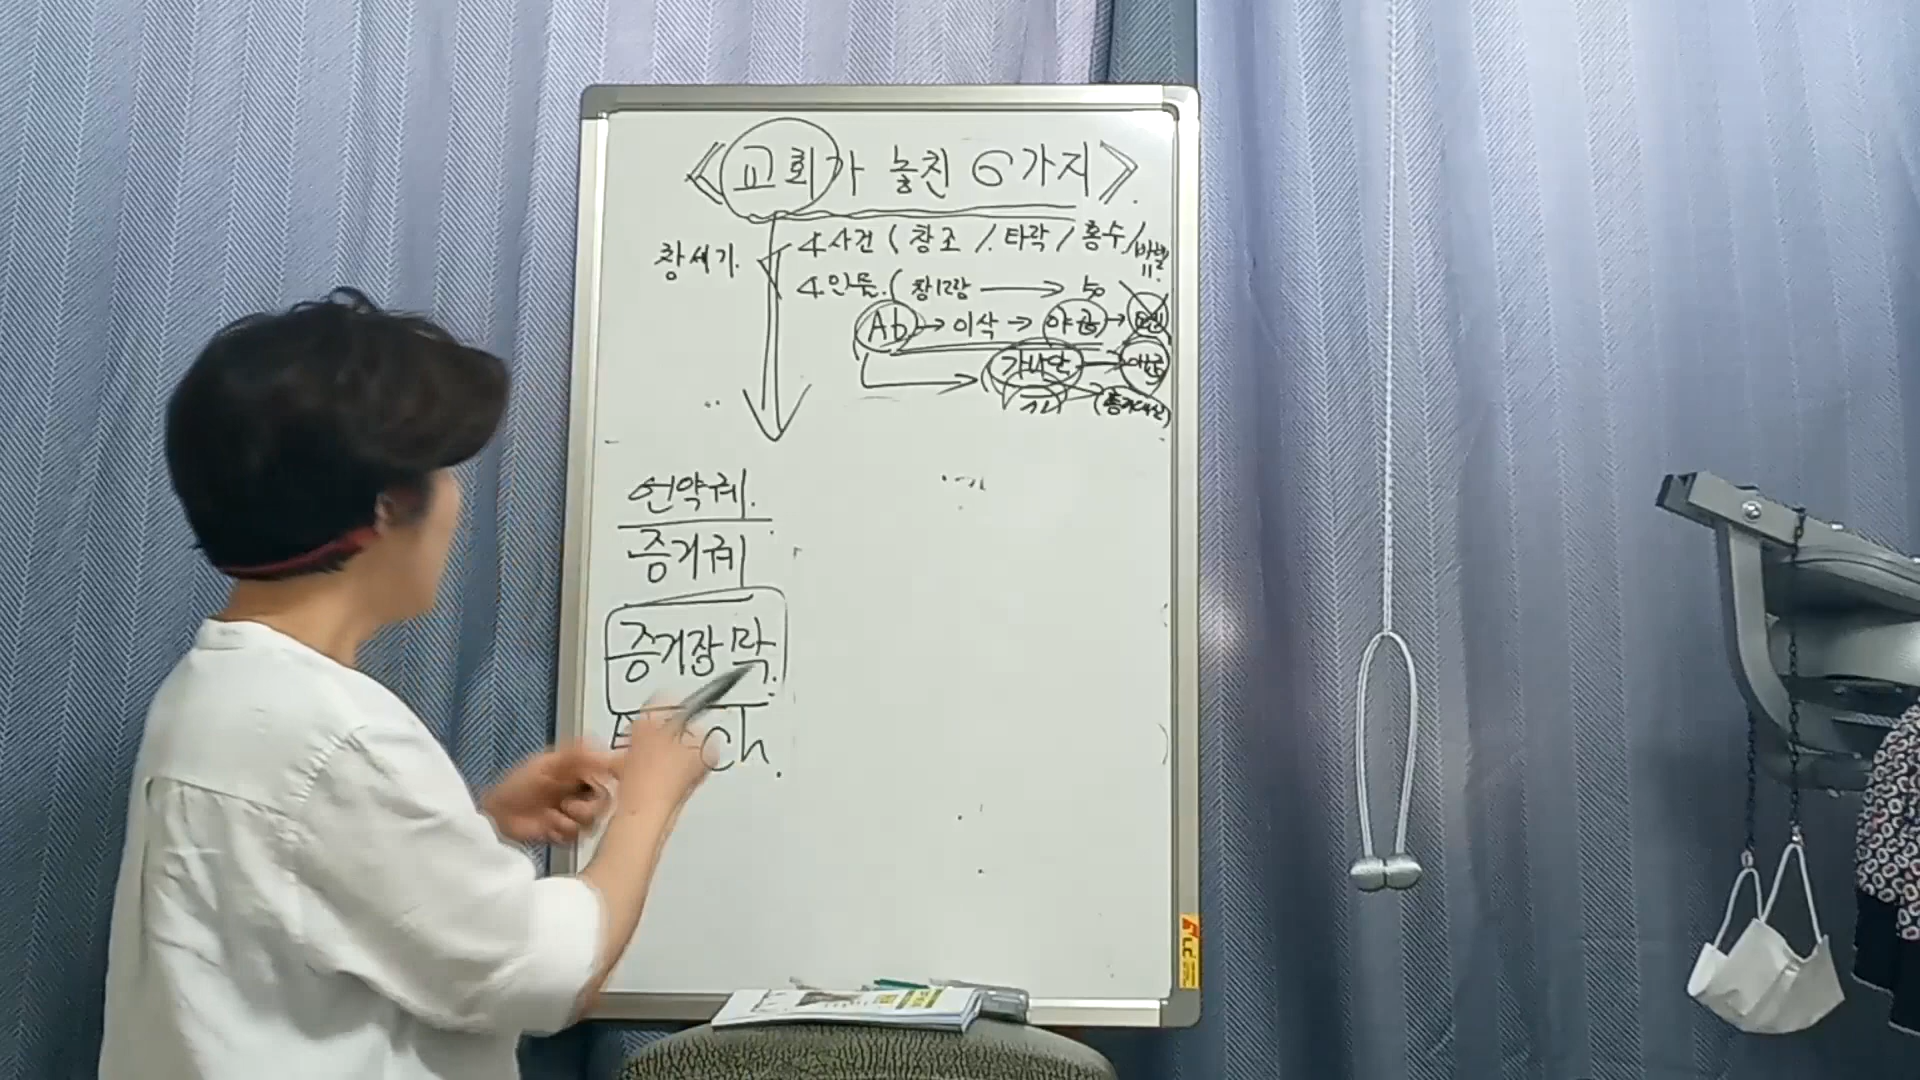 《교회가 놓친 6가지》.
창세기.
4사건 ( 창조 / 타락 / 홍수 / 바벨
4인물. ( 창12장 → 50
Ab → 이삭 → 야곱 →
가나안 →
언약궤.
증거궤
증거장막.
Ch.